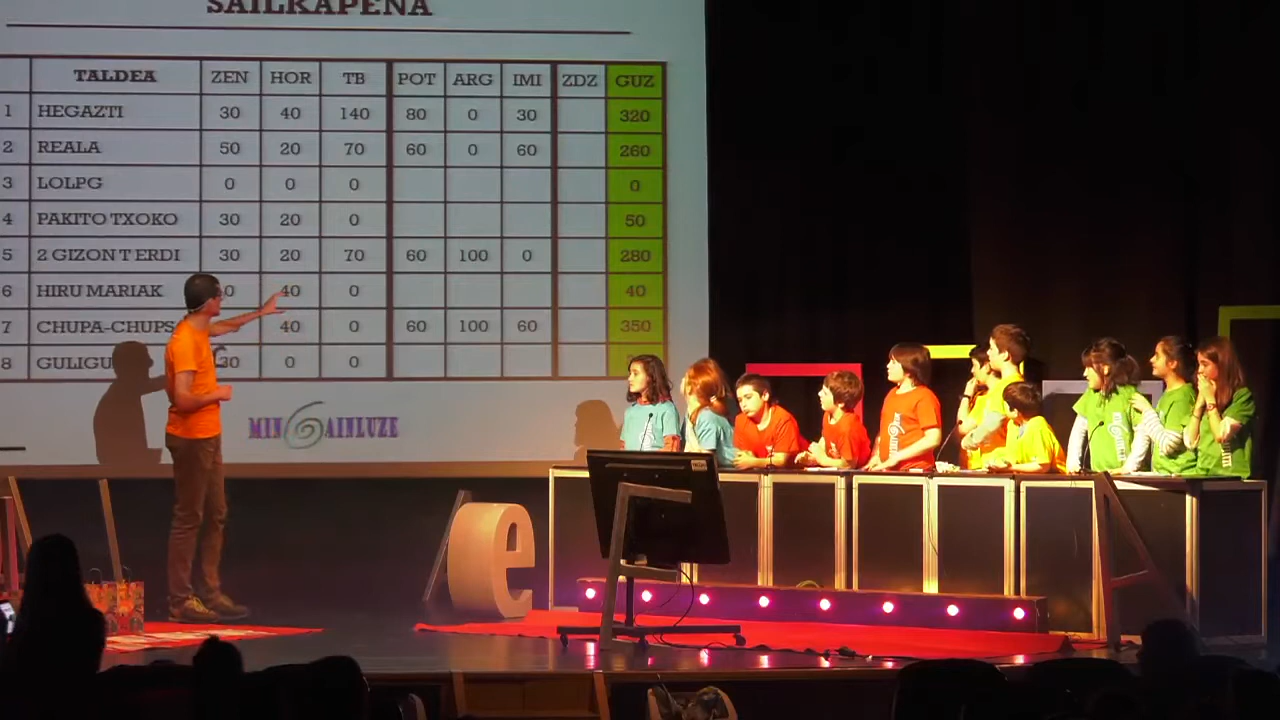 SAILKAPENA
TALDEA ZEN HOR TB POT ARG IMI ZDZ GUZ
1 HEGAZTI 30 40 140 80 0 30 320
2 REALA 50 20 70 60 0 60 260
3 LOLPG 0 0 0 0
4 PAKITO TXOKO 30 20 0 50
5 2 GIZON T ERDI 30 20 70 60 100 0 280
6 HIRU MARIAK 40 0 40
7 CHUPA-CHUPS 40 0 60 100 60 350
8 30 0 0
MINGAINLUZE
e